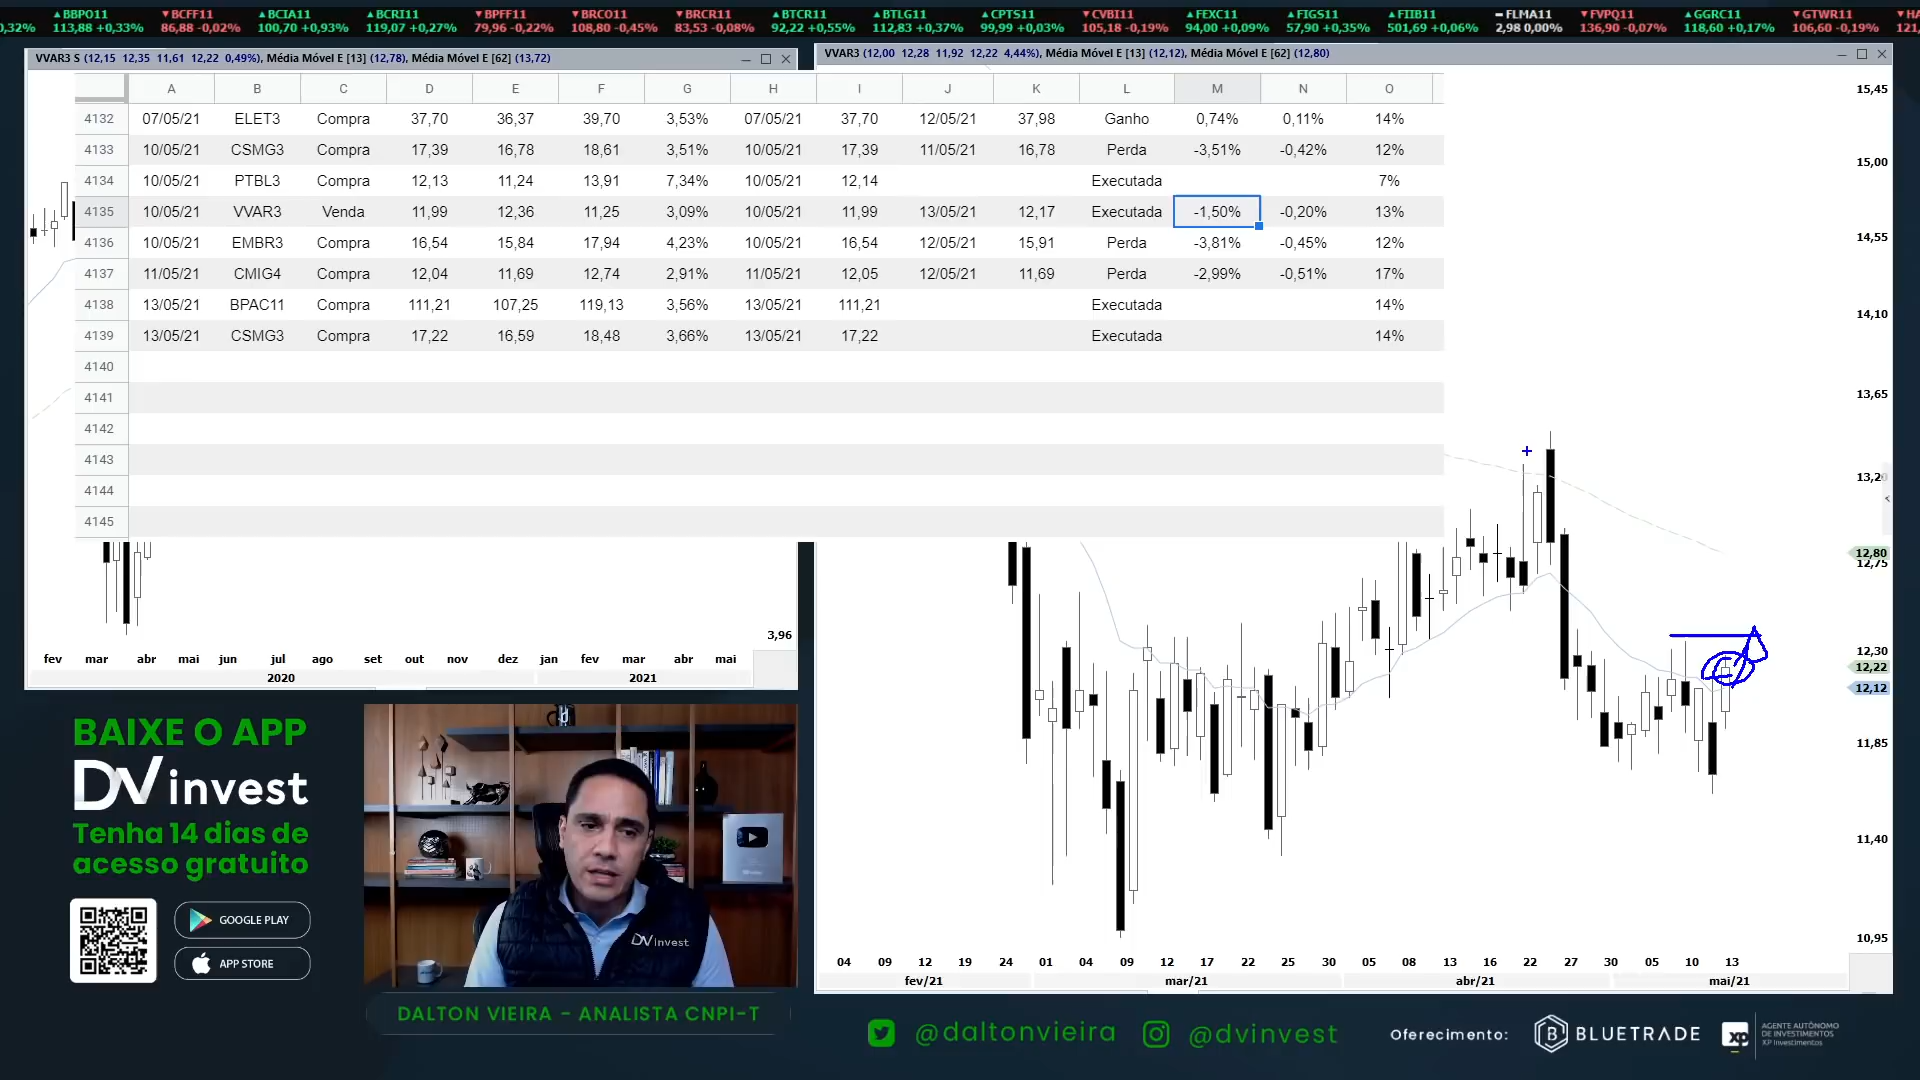 ▲BBPO11 ▼BCFF11 ▲BCIA11 ▲BCRI11 ▼BPFF11 ▼BRCO11 ▼BRCR11 ▲BTCR11 ▲BTLG11 ▲CPTS11 ▼CVBI11 ▲FEXC11 ▲FIGS11 ▲FIIB11 FLMA11 ▼FVPQ11 ▲GGRC11 ▼GTWR11
0,32% 113,88 +0,33% 86,88 -0,02% 100,70 +0,93% 119,07 +0,27% 79,96 -0,22% 108,80 -0,45% 83,53 -0,08% 92,22 +0,55% 112,83 +0,37% 99,99 +0,03% 105,18 -0,19% 94,00 +0,09% 57,90 +0,35% 501,69 +0,06% 2,98 0,00% 136,90 -0,07% 118,60 +0,17% 106,60 -0,19% 121,
VVAR3 S (12,15 12,35 11,61 12,22 0,49%), Média Móvel E [13] (12,78), Média Móvel E [62] (13,72)
VVAR3 (12,00 12,28 11,92 12,22 4,44%), Média Móvel E [13] (12,12), Média Móvel E [62] (12,80)
A B C D E F G H I J K L M N O
4132 07/05/21 ELET3 Compra 37,70 36,37 39,70 3,53% 07/05/21 37,70 12/05/21 37,98 Ganho 0,74% 0,11% 14%
4133 10/05/21 CSMG3 Compra 17,39 16,78 18,61 3,51% 10/05/21 17,39 11/05/21 16,78 Perda -3,51% -0,42% 12%
4134 10/05/21 PTBL3 Compra 12,13 11,24 13,91 7,34% 10/05/21 12,14 Executada 7%
4135 10/05/21 VVAR3 Venda 11,99 12,36 11,25 3,09% 10/05/21 11,99 13/05/21 12,17 Executada -1,50% -0,20% 13%
4136 10/05/21 EMBR3 Compra 16,54 15,84 17,94 4,23% 10/05/21 16,54 12/05/21 15,91 Perda -3,81% -0,45% 12%
4137 11/05/21 CMIG4 Compra 12,04 11,69 12,74 2,91% 11/05/21 12,05 12/05/21 11,69 Perda -2,99% -0,51% 17%
4138 13/05/21 BPAC11 Compra 111,21 107,25 119,13 3,56% 13/05/21 111,21 Executada 14%
4139 13/05/21 CSMG3 Compra 17,22 16,59 18,48 3,66% 13/05/21 17,22 Executada 14%
4140
4141
4142
4143
4144
4145
3,96
fev mar abr mai jun jul ago set out nov dez jan fev mar abr mai
2020 2021
15,45
15,00
14,55
14,10
13,65
13,20
12,80
12,75
12,30
12,22
12,12
11,85
11,40
10,95
04 09 12 19 24 01 04 09 12 17 22 25 30 05 08 13 16 22 27 30 05 10 13
fev/21 mar/21 abr/21 mai/21
BAIXE O APP
DV invest
Tenha 14 dias de
acesso gratuito
GOOGLE PLAY
APP STORE
DV invest
DALTON VIEIRA - ANALISTA CNPI-T
@daltonvieira @dvinvest
Oferecimento: BLUETRADE
xp
AGENTE AUTÔNOMO
DE INVESTIMENTOS
XP Investimentos